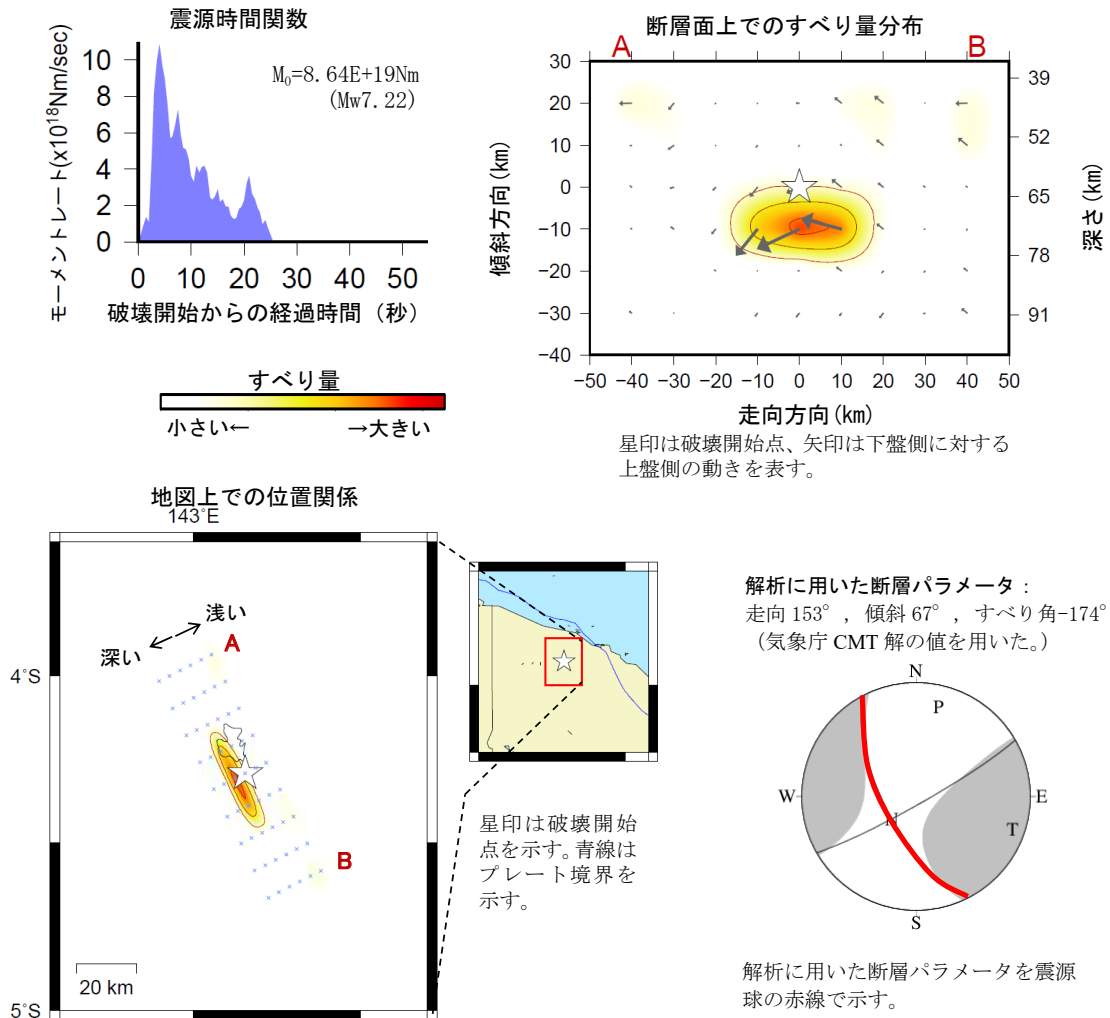 震源時間関数
モーメントレート(x10¹⁸Nm/sec)
10
8
6
4
2
0
M₀=8.64E+19Nm
(Mw7.22)
0 10 20 30 40 50
破壊開始からの経過時間（秒）
断層面上でのすべり量分布
A B
傾斜方向(km)
30
20
10
0
−10
−20
−30
−40
39
52
65
78
91
深さ(km)
−50 −40 −30 −20 −10 0 10 20 30 40 50
走向方向(km)
星印は破壊開始点、矢印は下盤側に対する
上盤側の動きを表す。
すべり量
小さい← →大きい
地図上での位置関係
143°E
浅い
深い
A
4°S
B
20 km
5°S
星印は破壊開始
点を示す。青線は
プレート境界を
示す。
解析に用いた断層パラメータ：
走向 153°，傾斜 67°，すべり角−174°
（気象庁 CMT 解の値を用いた。）
N
P
W
E
N
T
S
解析に用いた断層パラメータを震源
球の赤線で示す。